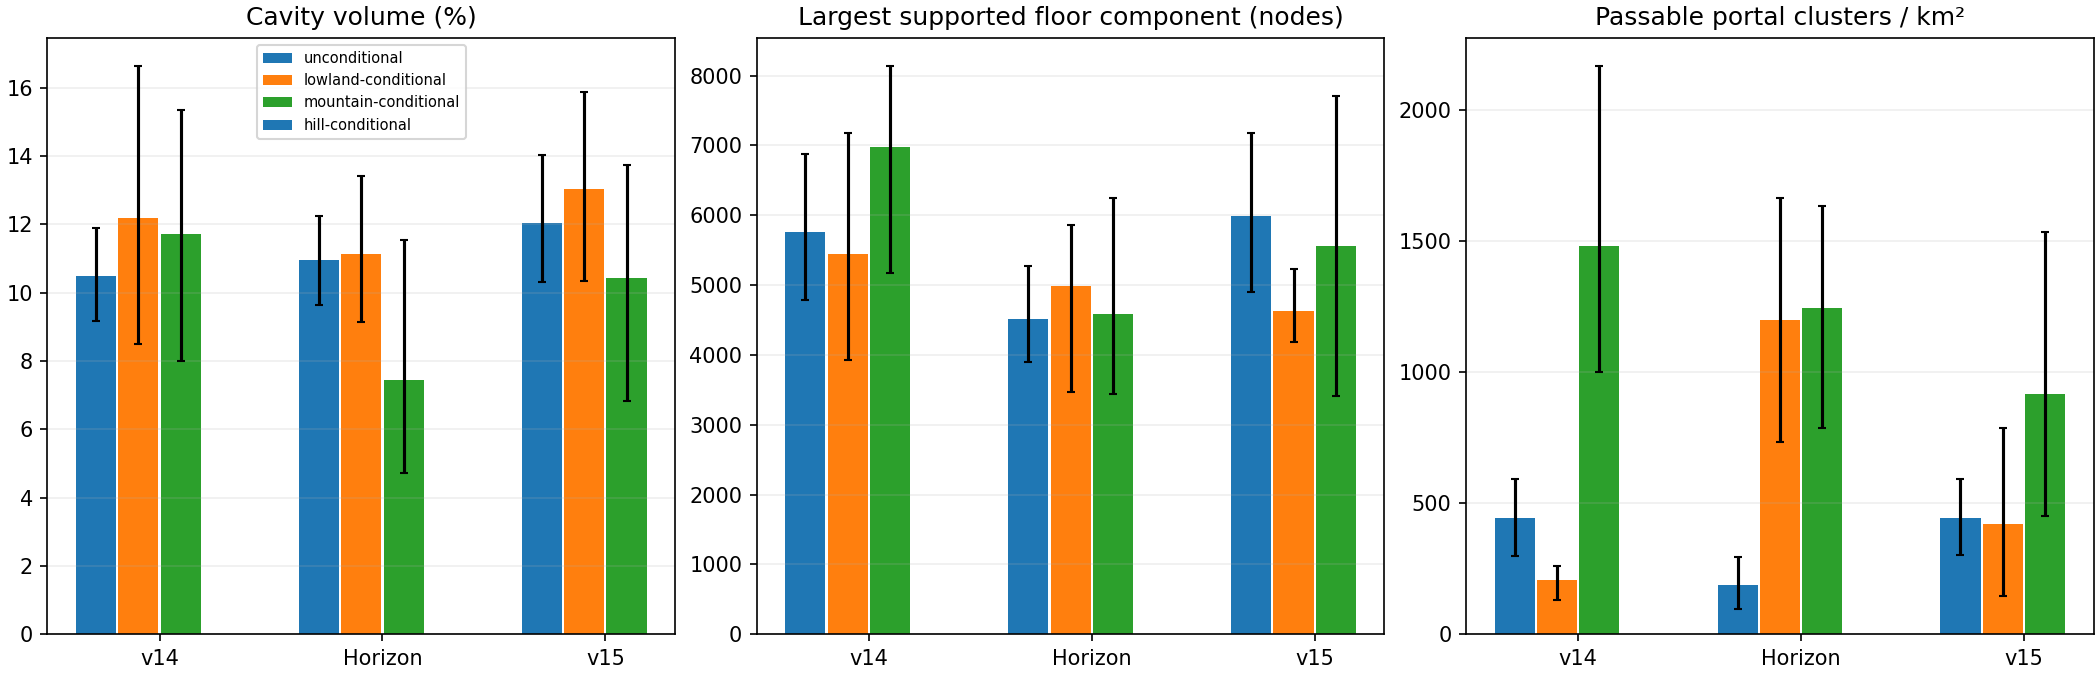 Cavity volume (%)
16
14
12
10
8
6
4
2
0
unconditional
lowland-conditional
mountain-conditional
hill-conditional
v14
Horizon
v15
Largest supported floor component (nodes)
8000
7000
6000
5000
4000
3000
2000
1000
0
v14
Horizon
v15
Passable portal clusters / km²
2000
1500
1000
500
0
v14
Horizon
v15